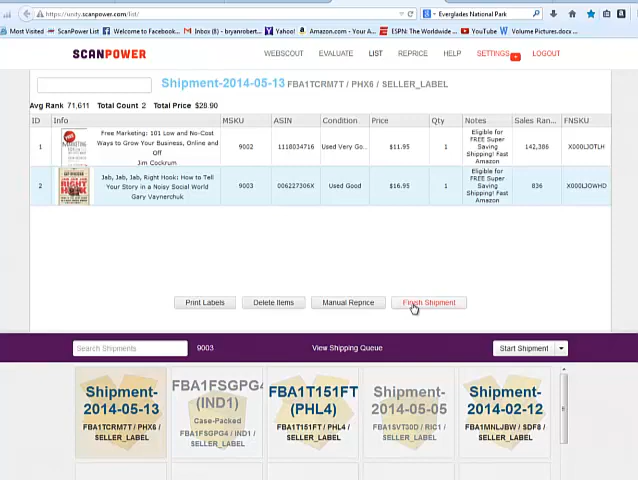 https://unity.scanpower.com/list/
Everglades National Park
Most Visited
ScanPower List
Welcome to Facebook...
Inbox (8) - bryanrobert...
Yahoo!
Amazon.com - Your A...
ESPN: The Worldwide ...
YouTube
Volume Pictures.docx ...
SCANPOWER
WEBSCOUT
EVALUATE
LIST
REPRICE
HELP
SETTINGS
LOGOUT
Shipment-2014-05-13 FBA1TCRM7T / PHX6 / SELLER_LABEL
Avg Rank 71,611 Total Count 2 Total Price $28.90
ID Info MSKU ASIN Condition Price Qty Notes Sales Ran... FNSKU
1
Free Marketing: 101 Low and No-Cost
Ways to Grow Your Business, Online and
Off
Jim Cockrum
9002
1118034716
Used Very Go...
$11.95
1
Eligible for
FREE Super
Saving
Shipping! Fast
Amazon
142,386
X000LJOTLH
2
Jab, Jab, Jab, Right Hook: How to Tell
Your Story in a Noisy Social World
Gary Vaynerchuk
9003
006227306X
Used Good
$16.95
1
Eligible for
FREE Super
Saving
Shipping! Fast
Amazon
836
X000LJOWHD
Print Labels
Delete Items
Manual Reprice
Finish Shipment
Search Shipments
9003
View Shipping Queue
Start Shipment
Shipment-
2014-05-13
FBA1TCRM7T / PHX6 /
SELLER_LABEL
FBA1FSGPG4
(IND1)
Case-Packed
FBA1FSGPG4 / IND1 /
SELLER_LABEL
FBA1T151FT
(PHL4)
FBA1T151FT / PHL4 /
SELLER_LABEL
Shipment-
2014-05-05
FBA1SVT30D / RIC1 /
SELLER_LABEL
Shipment-
2014-02-12
FBA1MNLJBW / SDF8 /
SELLER_LABEL